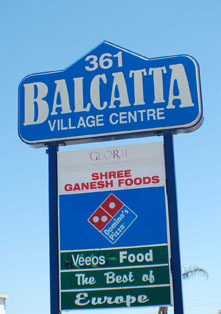 361
BALCATTA
VILLAGE CENTRE
GLORIE
SHREE
GANESH FOODS
Domino's
Pizza
Veeos - Food
The Best of
Europe